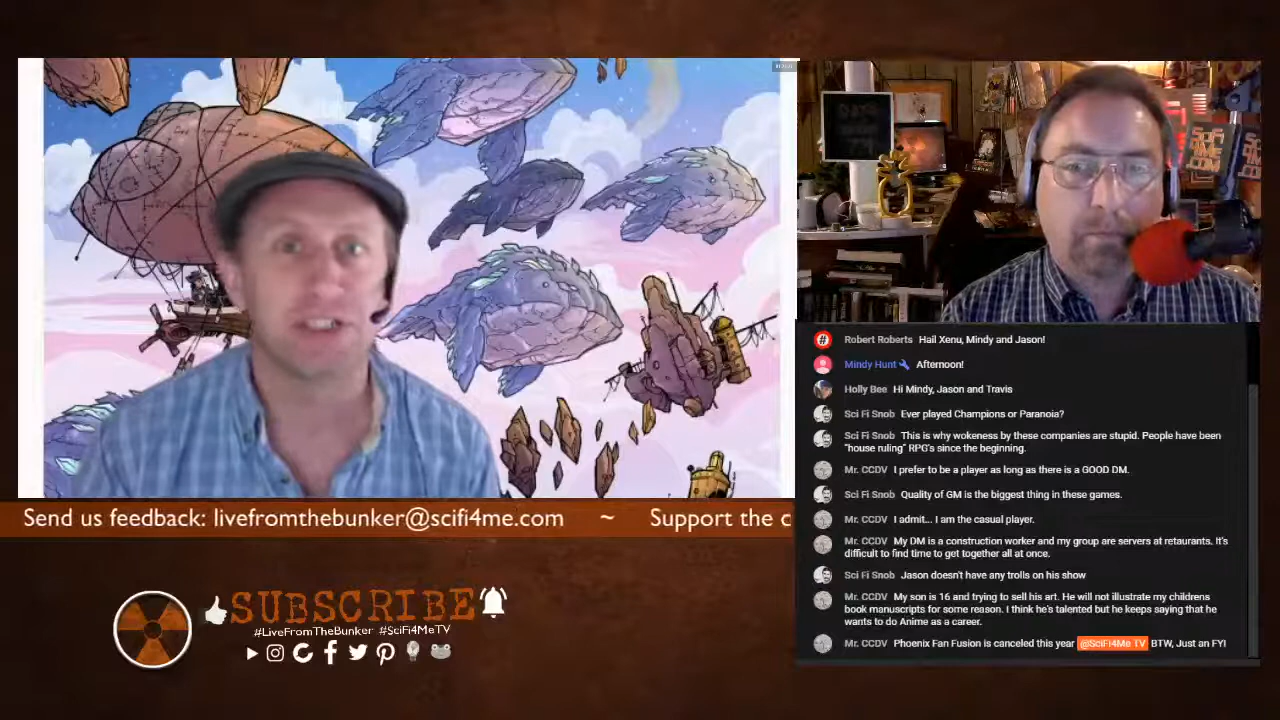 Robert Roberts Hail Xenu, Mindy and Jason!
Mindy Hunt Afternoon!
Holly Bee Hi Mindy, Jason and Travis
Sci Fi Snob Ever played Champions or Paranoia?
Sci Fi Snob This is why wokeness by these companies are stupid. People have been
"house ruling" RPG's since the beginning.
Mr. CCDV I prefer to be a player as long as there is a GOOD DM.
Sci Fi Snob Quality of GM is the biggest thing in these games.
Mr. CCDV I admit... I am the casual player.
Mr. CCDV My DM is a construction worker and my group are servers at retaurants. It's
difficult to find time to get together all at once.
Sci Fi Snob Jason doesn't have any trolls on his show
Mr. CCDV My son is 16 and trying to sell his art. He will not illustrate my childrens
book manuscripts for some reason. I think he's talented but he keeps saying that he
wants to do Anime as a career.
Mr. CCDV Phoenix Fan Fusion is canceled this year @SciFi4Me TV BTW, Just an FYI
Send us feedback: livefromthebunker@scifi4me.com ~ Support the c
SUBSCRIBE
#LiveFromTheBunker #SciFi4MeTV